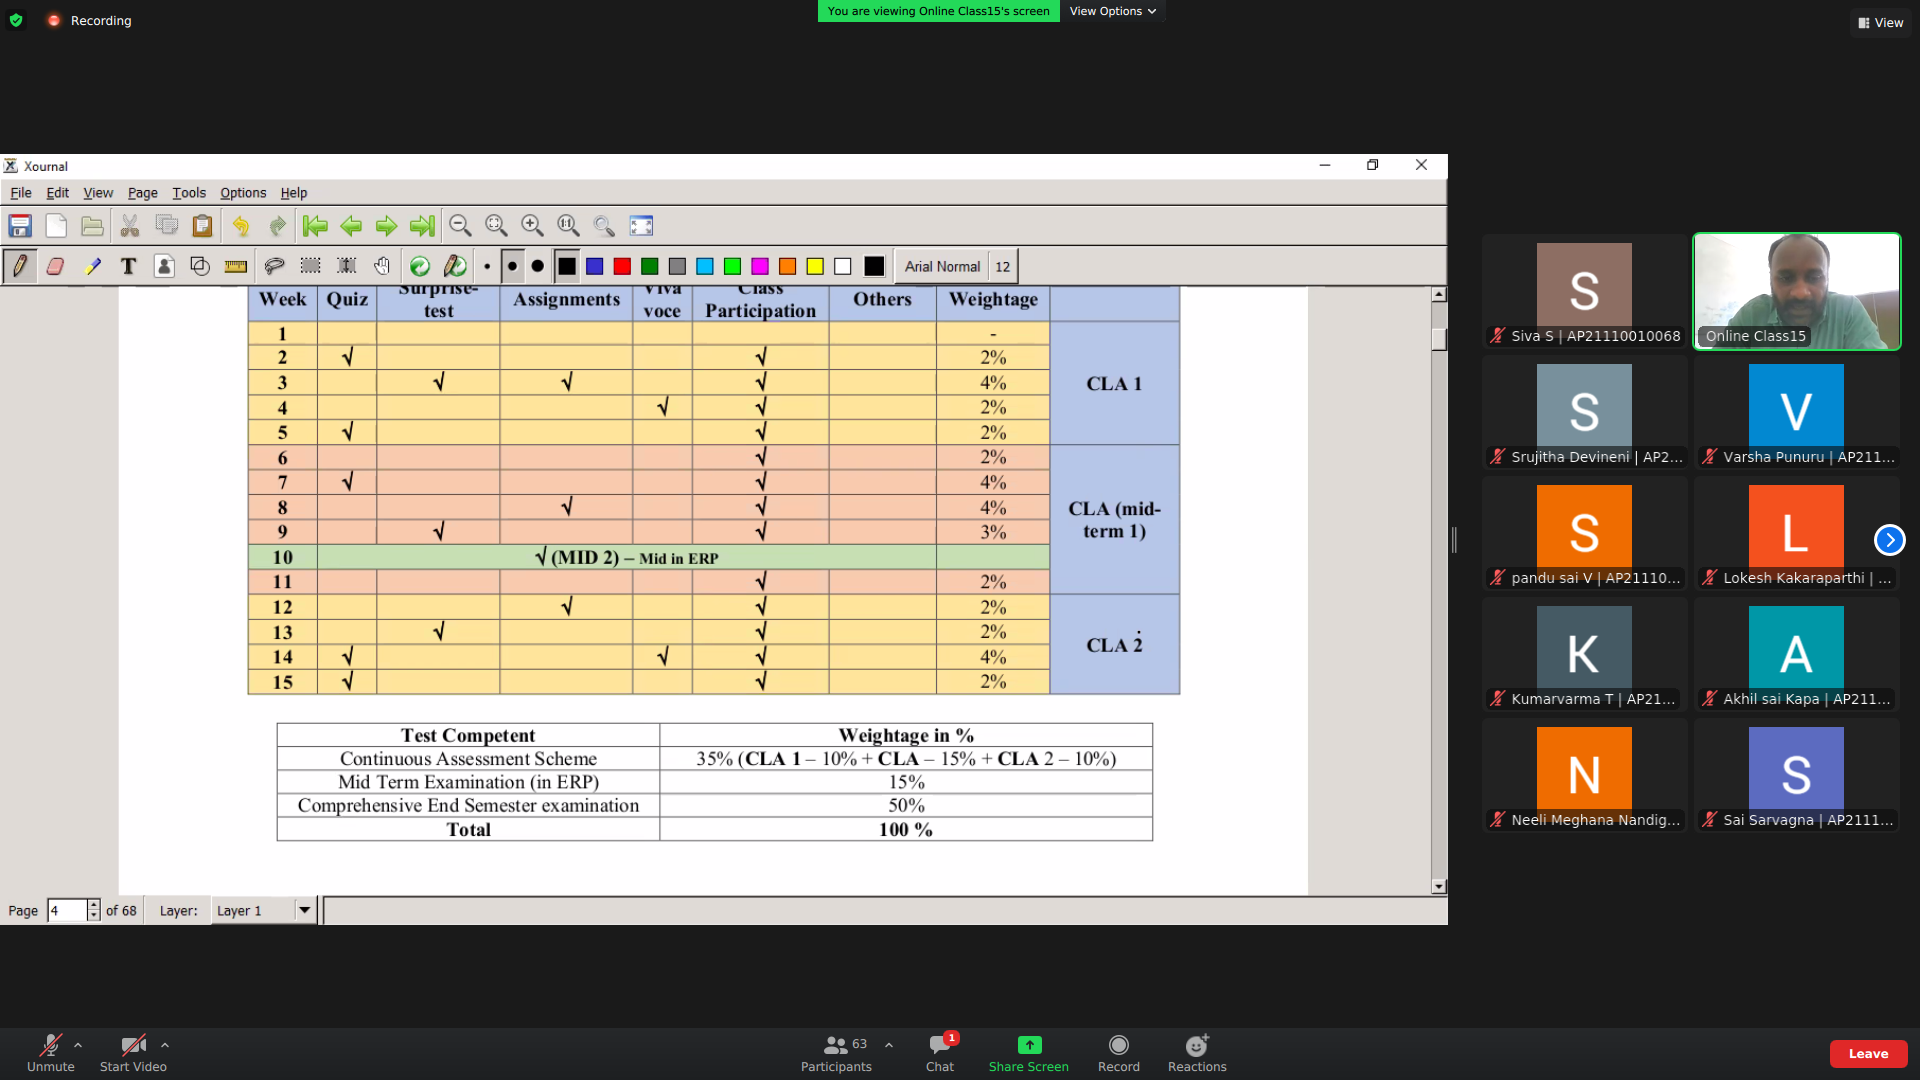 Recording
You are viewing Online Class15's screen View Options
View
Xournal
File Edit View Page Tools Options Help
Arial Normal 12
Week Quiz Surprise-test Assignments Viva voce Class Participation Others Weightage
1 -
2 √ √ 2%
3 √ √ √ 4%
4 √ √ 2%
5 √ √ 2%
CLA 1
6 √ 2%
7 √ √ 4%
8 √ √ 4%
9 √ √ 3%
CLA (mid-term 1)
10 √ (MID 2) – Mid in ERP
11 √ 2%
12 √ √ 2%
13 √ √ 2%
14 √ √ √ 4%
15 √ √ 2%
CLA 2
Test Competent Weightage in %
Continuous Assessment Scheme 35% (CLA 1 – 10% + CLA – 15% + CLA 2 – 10%)
Mid Term Examination (in ERP) 15%
Comprehensive End Semester examination 50%
Total 100 %
Page 4 of 68 Layer: Layer 1
S
Siva S | AP21110010068
Online Class15
S
Srujitha Devineni | AP2...
V
Varsha Punuru | AP211...
S
pandu sai V | AP21110...
L
Lokesh Kakaraparthi | ...
K
Kumarvarma T | AP21...
A
Akhil sai Kapa | AP211...
N
Neeli Meghana Nandig...
S
Sai Sarvagna | AP2111...
Unmute
Start Video
Participants 63
Chat 1
Share Screen
Record
Reactions
Leave